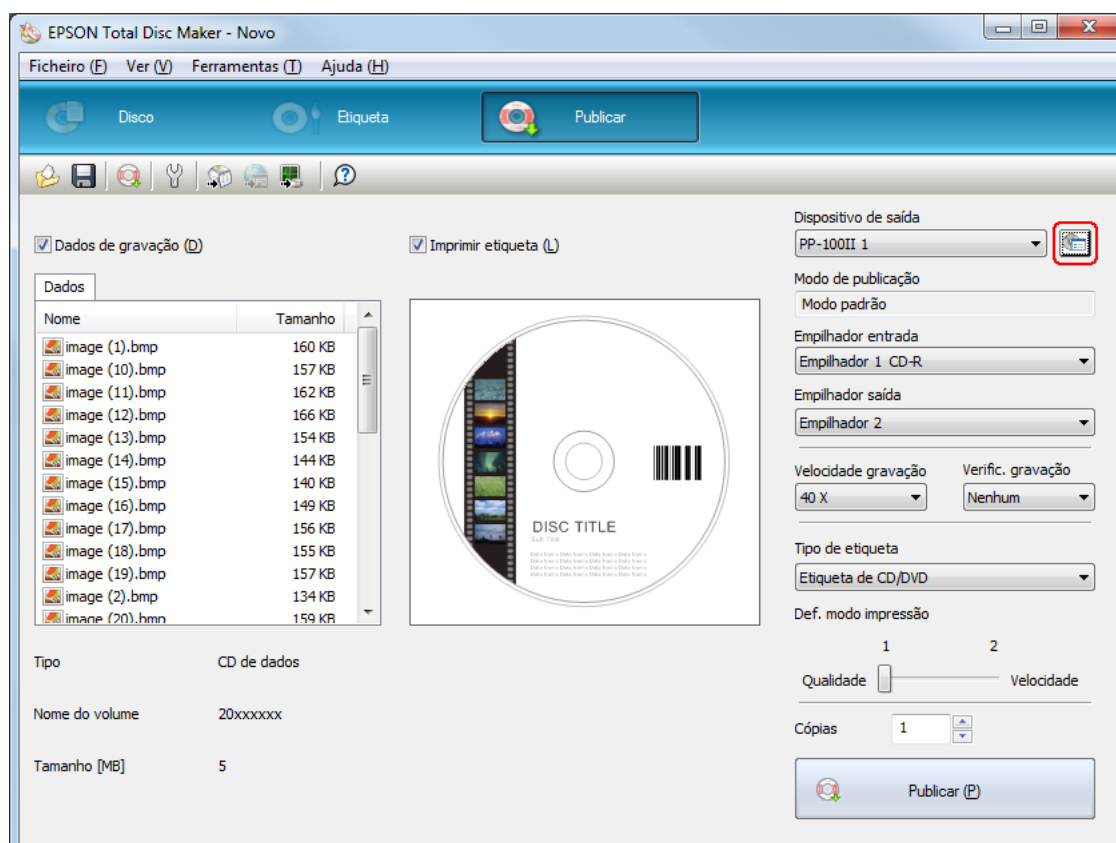 EPSON Total Disc Maker - Novo
Ficheiro (F) Ver (V) Ferramentas (T) Ajuda (H)
Disco Etiqueta Publicar
Dados de gravação (D)
Imprimir etiqueta (L)
Dados
Nome Tamanho
image (1).bmp 160 KB
image (10).bmp 157 KB
image (11).bmp 162 KB
image (12).bmp 166 KB
image (13).bmp 154 KB
image (14).bmp 144 KB
image (15).bmp 140 KB
image (16).bmp 149 KB
image (17).bmp 156 KB
image (18).bmp 155 KB
image (19).bmp 157 KB
image (2).bmp 134 KB
image (20).bmp 159 KB
DISC TITLE
Sub Title
Tipo CD de dados
Nome do volume 20xxxxxx
Tamanho [MB] 5
Dispositivo de saída
PP-100II 1
Modo de publicação
Modo padrão
Empilhador entrada
Empilhador 1 CD-R
Empilhador saída
Empilhador 2
Velocidade gravação Verific. gravação
40 X Nenhum
Tipo de etiqueta
Etiqueta de CD/DVD
Def. modo impressão
1 2
Qualidade Velocidade
Cópias 1
Publicar (P)